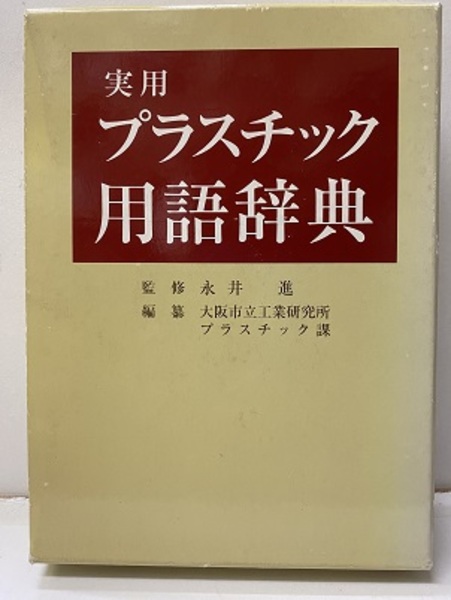 実用
プラスチック
用語辞典
監修 永井 進
編纂 大阪市立工業研究所
プラスチック課